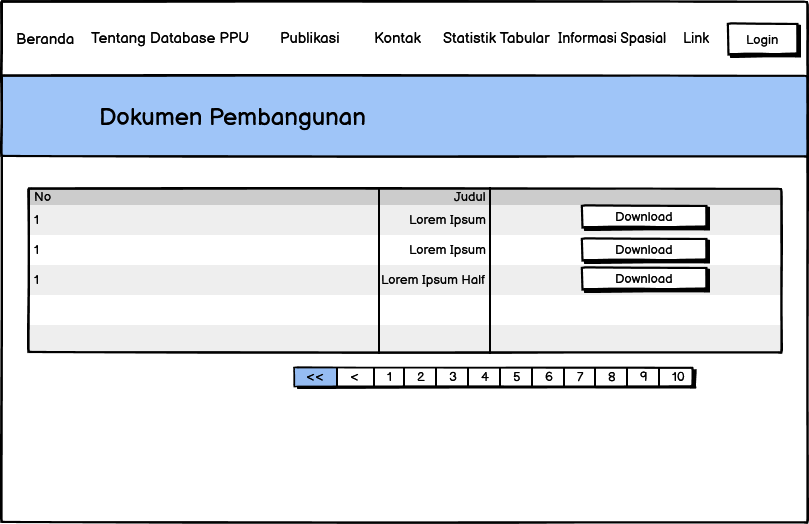 Beranda Tentang Database PPU Publikasi Kontak Statistik Tabular Informasi Spasial Link Login
Dokumen Pembangunan
No Judul
1 Lorem Ipsum Download
1 Lorem Ipsum Download
1 Lorem Ipsum Half Download
<< < 1 2 3 4 5 6 7 8 9 10